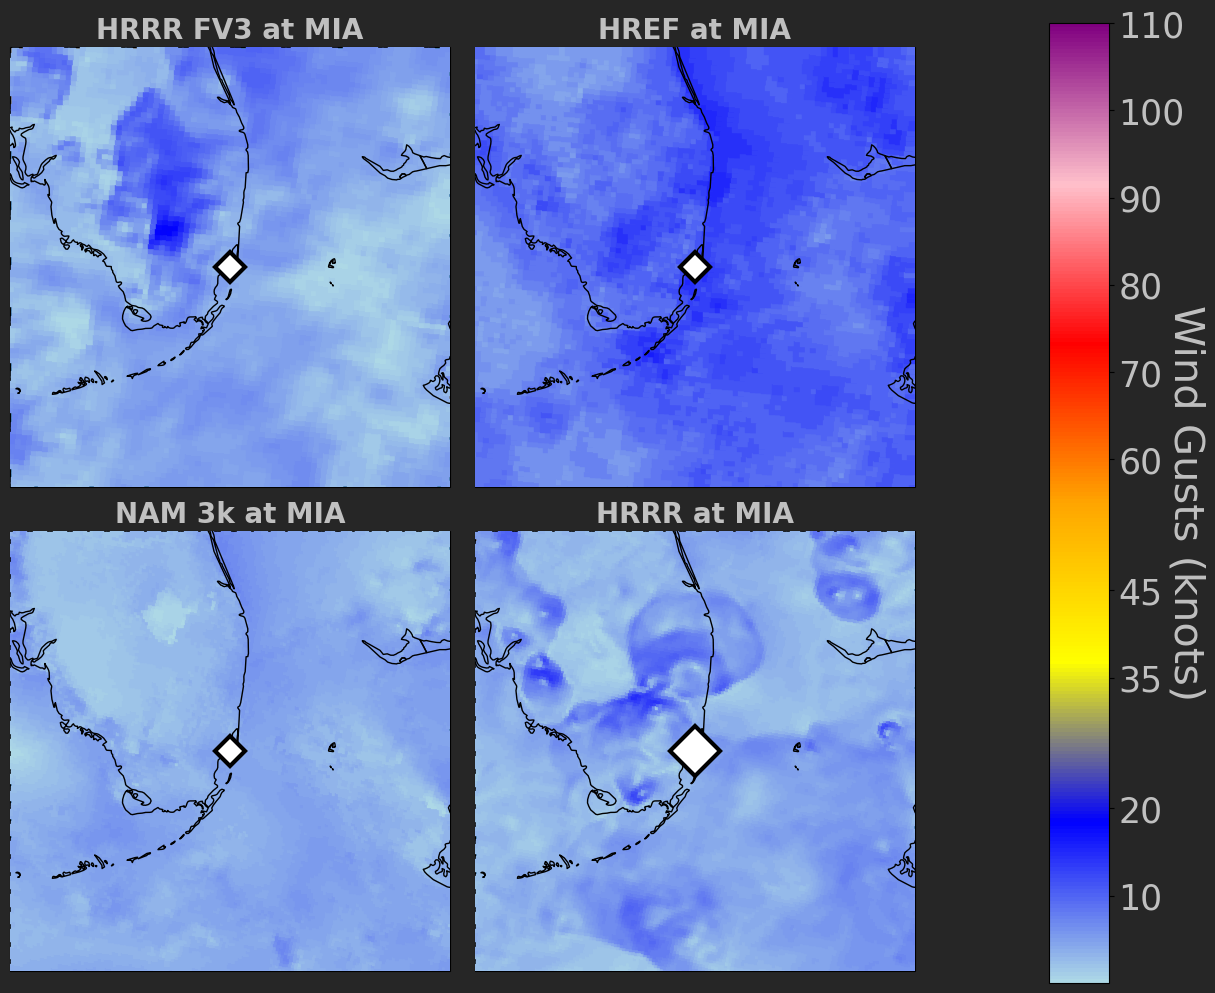 HRRR FV3 at MIA
HREF at MIA
NAM 3k at MIA
HRRR at MIA
110
100
90
80
70
60
45
35
20
10
Wind Gusts (knots)